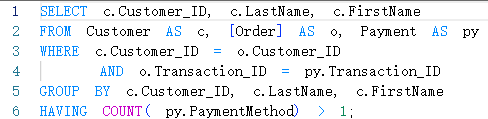 1 SELECT c.Customer_ID, c.LastName, c.FirstName
2 FROM Customer AS c, [Order] AS o, Payment AS py
3 WHERE c.Customer_ID = o.Customer_ID
4 AND o.Transaction_ID = py.Transaction_ID
5 GROUP BY c.Customer_ID, c.LastName, c.FirstName
6 HAVING COUNT( py.PaymentMethod) > 1;